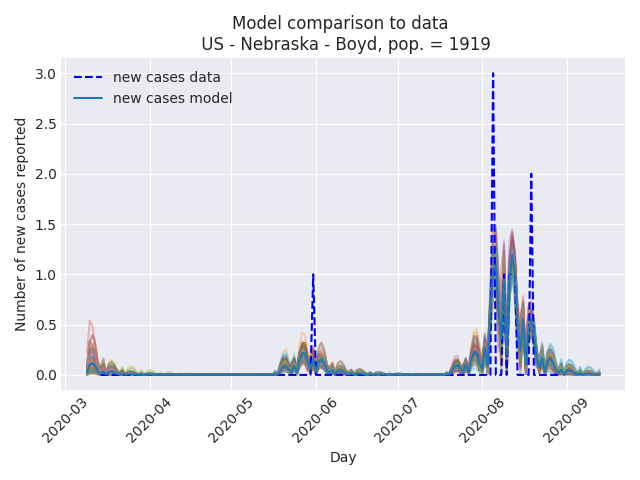 Model comparison to data
US - Nebraska - Boyd, pop. = 1919
new cases data
new cases model
Number of new cases reported
3.0
2.5
2.0
1.5
1.0
0.5
0.0
2020-03
2020-04
2020-05
2020-06
2020-07
2020-08
2020-09
Day